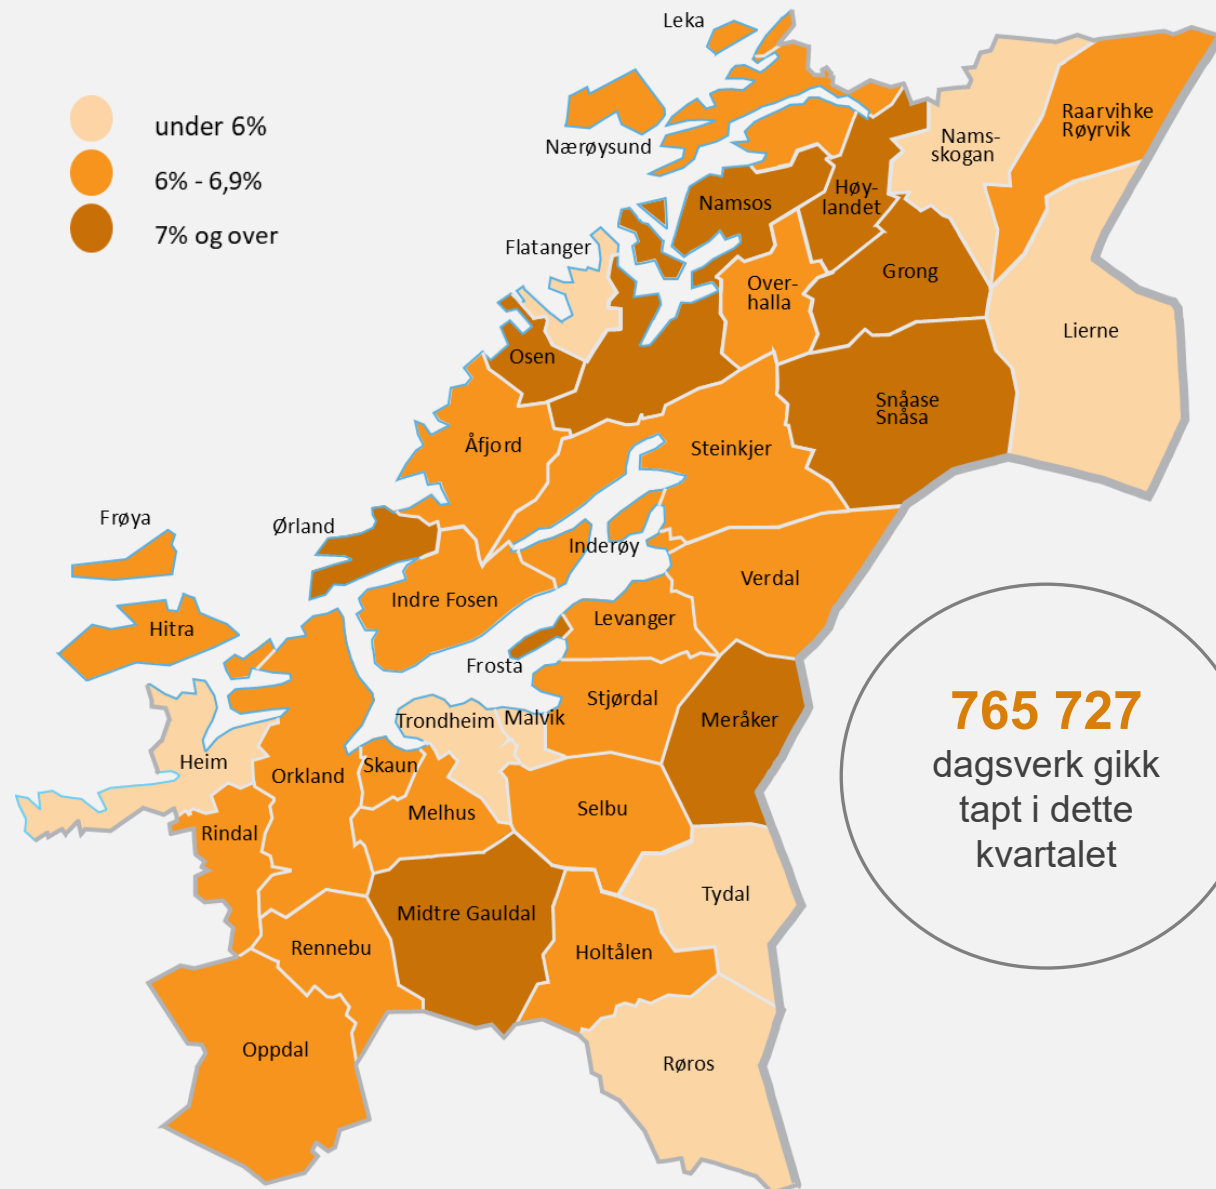 Leka
under 6%
6% - 6,9%
7% og over
Raarvihke
Røyrvik
Nams-
skogan
Nærøysund
Namsos
Høy-
landet
Flatanger
Grong
Over-
halla
Lierne
Osen
Snåase
Snåsa
Åfjord
Steinkjer
Frøya
Ørland
Inderøy
Verdal
Indre Fosen
Levanger
Hitra
Frosta
Stjørdal
Meråker
Trondheim
Malvik
Heim
Skaun
Orkland
Melhus
Selbu
Rindal
Tydal
Midtre Gauldal
Rennebu
Holtålen
Oppdal
Røros
765 727
dagsverk gikk
tapt i dette
kvartalet